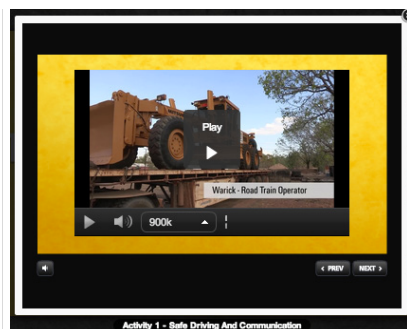 Play
Warick - Road Train Operator
900k
‹ PREV
NEXT ›
Activity 1 - Safe Driving And Communication